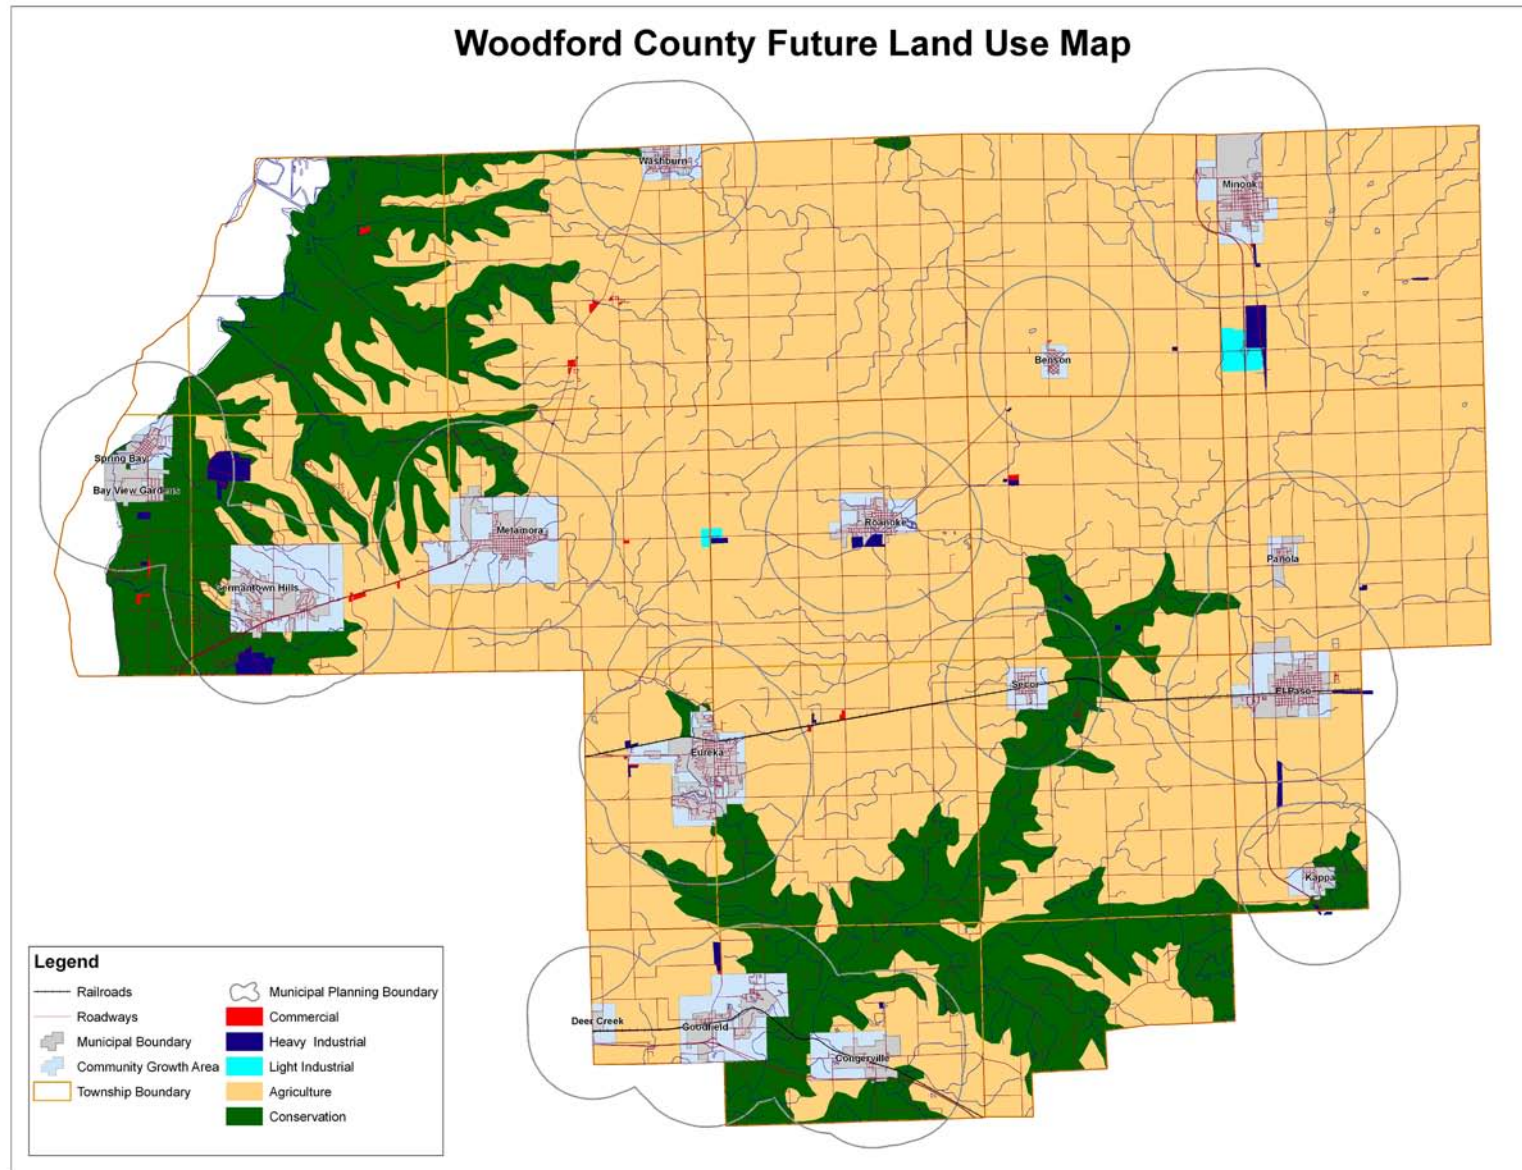 Woodford County Future Land Use Map
Washburn
Minonk
Benson
Spring Bay
Bay View Gardens
Metamora
Roanoke
Panola
Germantown Hills
Secor
El Paso
Eureka
Kappa
Deer Creek
Goodfield
Congerville
Legend
Railroads
Roadways
Municipal Boundary
Community Growth Area
Township Boundary
Municipal Planning Boundary
Commercial
Heavy Industrial
Light Industrial
Agriculture
Conservation